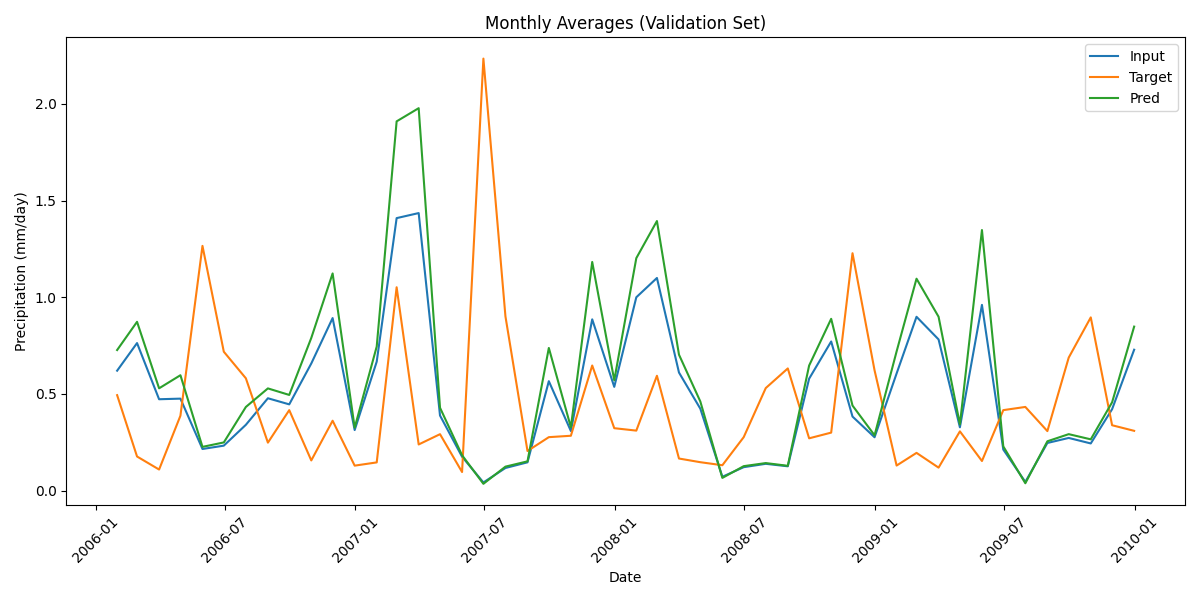 Monthly Averages (Validation Set)
Input
Target
Pred
Precipitation (mm/day)
2.0
1.5
1.0
0.5
0.0
2006-01
2006-07
2007-01
2007-07
2008-01
2008-07
2009-01
2009-07
2010-01
Date